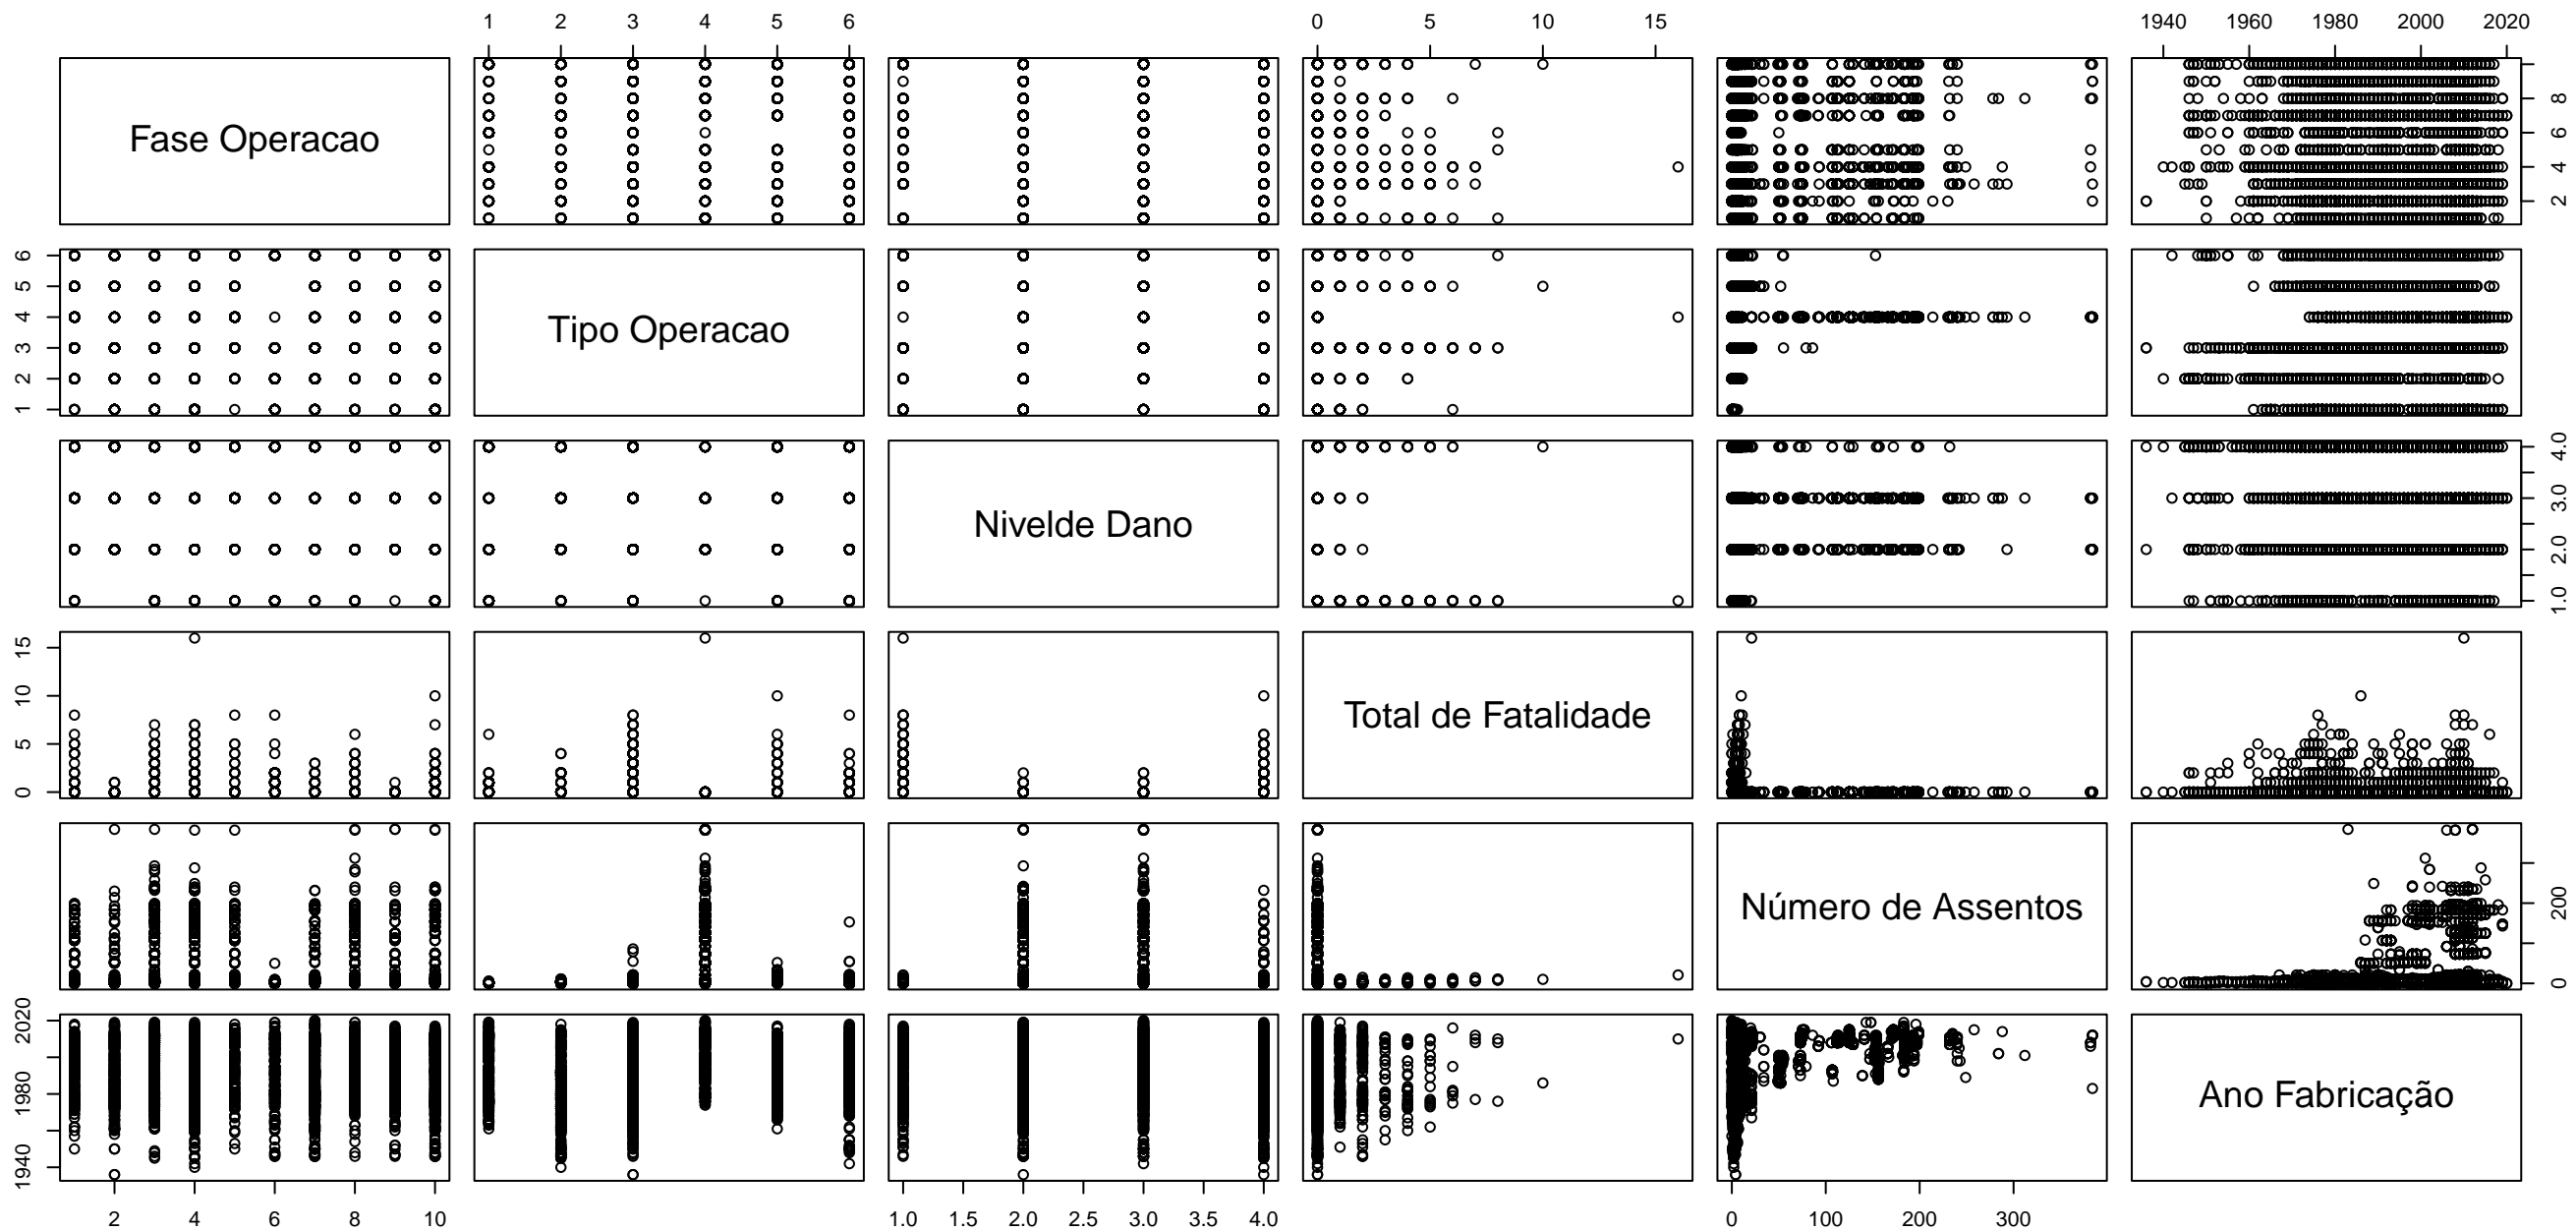 1 2 3 4 5 6 0 5 10 15 1940 1960 1980 2000 2020
Fase Operacao
2 4 6 8
1 2 3 4 5 6
Tipo Operacao
Nivelde Dano
1.0 2.0 3.0 4.0
0 5 10 15
Total de Fatalidade
Número de Assentos
0 200
1940 1980 2020
Ano Fabricação
2 4 6 8 10 1.0 1.5 2.0 2.5 3.0 3.5 4.0 0 100 200 300